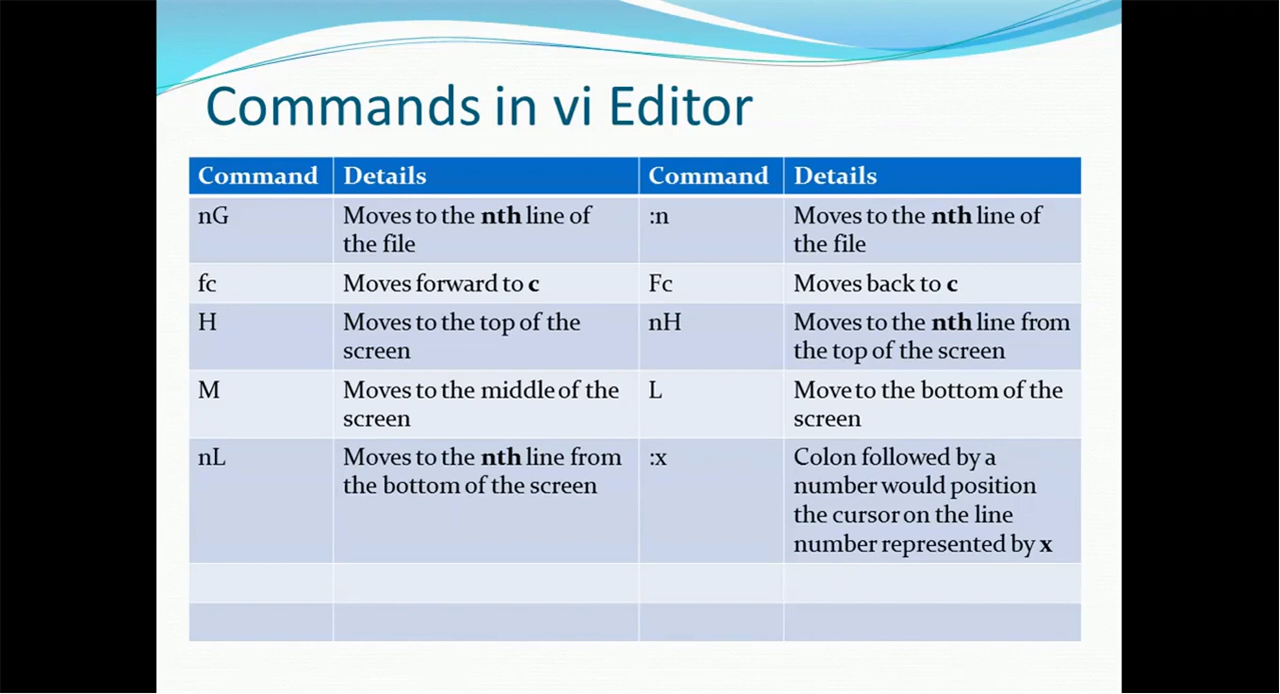 Commands in vi Editor
Command Details Command Details
nG Moves to the nth line of :n Moves to the nth line of
the file the file
fc Moves forward to c Fc Moves back to c
H Moves to the top of the nH Moves to the nth line from
screen the top of the screen
M Moves to the middle of the L Move to the bottom of the
screen screen
nL Moves to the nth line from :x Colon followed by a
the bottom of the screen number would position
the cursor on the line
number represented by x